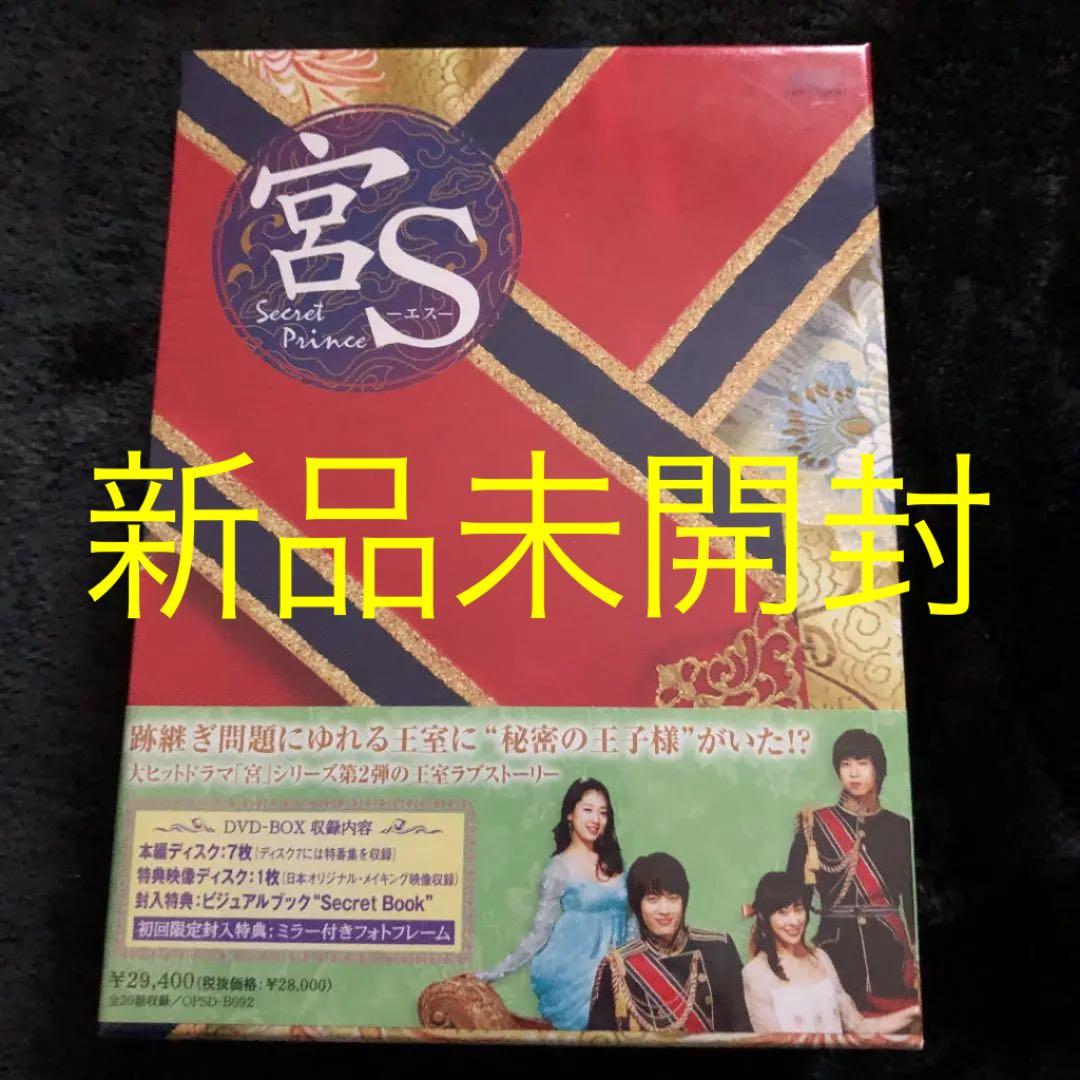 宮S
Secret
Prince
―エス―
新品未開封
跡継ぎ問題にゆれる王室に“秘密の王子様”がいた!?
大ヒットドラマ「宮」シリーズ第2弾の王室ラブストーリー
DVD-BOX 収録内容
本編ディスク:7枚(ディスク7には特番集を収録)
特典映像ディスク:1枚(日本オリジナル・メイキング映像収録)
封入特典:ビジュアルブック“Secret Book”
初回限定封入特典:ミラー付きフォトフレーム
¥29,400(税抜価格:¥28,000)
全20話収録/OPSD-B092